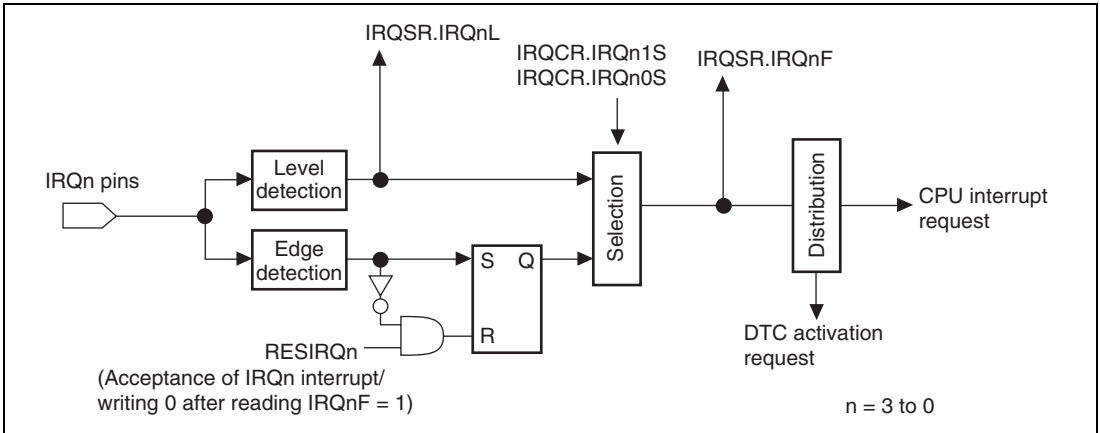 IRQSR.IRQnL
IRQCR.IRQn1S
IRQCR.IRQn0S
IRQSR.IRQnF
IRQn pins
Level
detection
Edge
detection
S Q
R
Selection
Distribution
CPU interrupt
request
DTC activation
request
RESIRQn
(Acceptance of IRQn interrupt/
writing 0 after reading IRQnF = 1)
n = 3 to 0